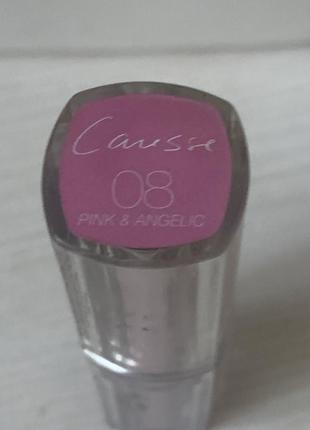 Caresse
08
PINK & ANGELIC